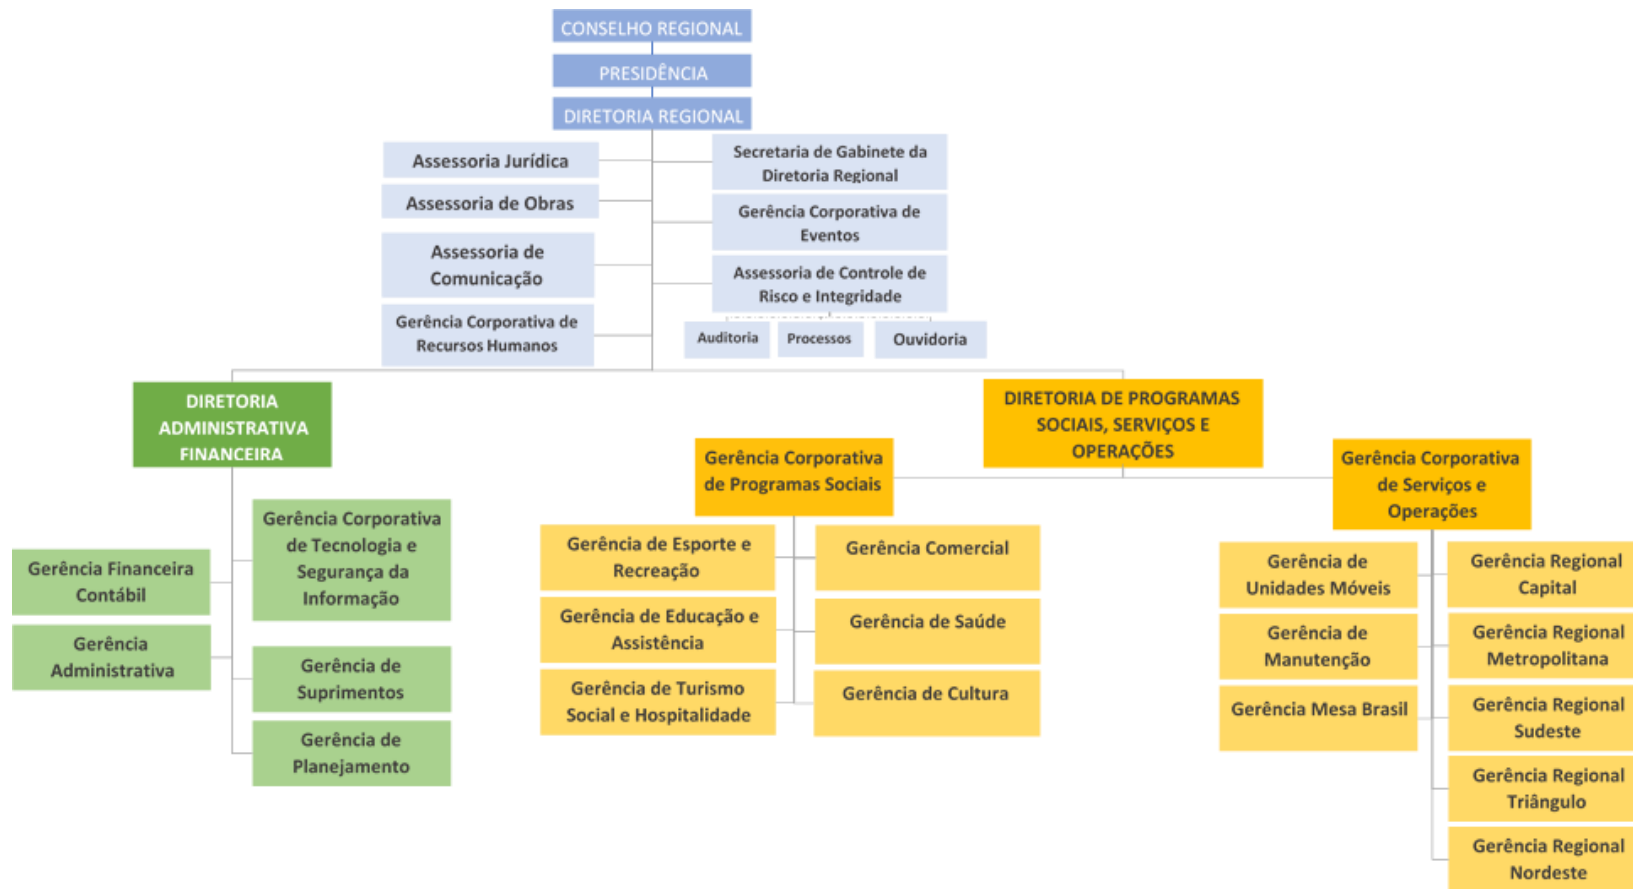 CONSELHO REGIONAL
PRESIDÊNCIA
DIRETORIA REGIONAL
Assessoria Jurídica
Assessoria de Obras
Assessoria de
Comunicação
Gerência Corporativa de
Recursos Humanos
Secretaria de Gabinete da
Diretoria Regional
Gerência Corporativa de
Eventos
Assessoria de Controle de
Risco e Integridade
Auditoria
Processos
Ouvidoria
DIRETORIA
ADMINISTRATIVA
FINANCEIRA
Gerência Financeira
Contábil
Gerência
Administrativa
Gerência Corporativa
de Tecnologia e
Segurança da
Informação
Gerência de
Suprimentos
Gerência de
Planejamento
DIRETORIA DE PROGRAMAS
SOCIAIS, SERVIÇOS E
OPERAÇÕES
Gerência Corporativa
de Programas Sociais
Gerência de Esporte e
Recreação
Gerência de Educação e
Assistência
Gerência de Turismo
Social e Hospitalidade
Gerência Comercial
Gerência de Saúde
Gerência de Cultura
Gerência Corporativa
de Serviços e
Operações
Gerência de
Unidades Móveis
Gerência de
Manutenção
Gerência Mesa Brasil
Gerência Regional
Capital
Gerência Regional
Metropolitana
Gerência Regional
Sudeste
Gerência Regional
Triângulo
Gerência Regional
Nordeste